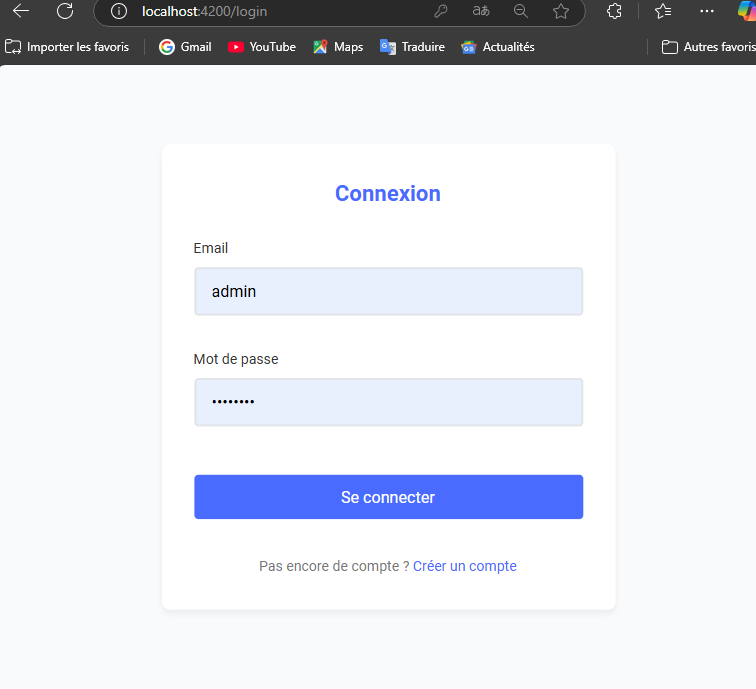 localhost:4200/login
Importer les favoris Gmail YouTube Maps Traduire Actualités Autres favoris
Connexion
Email
admin
Mot de passe
••••••••
Se connecter
Pas encore de compte ? Créer un compte